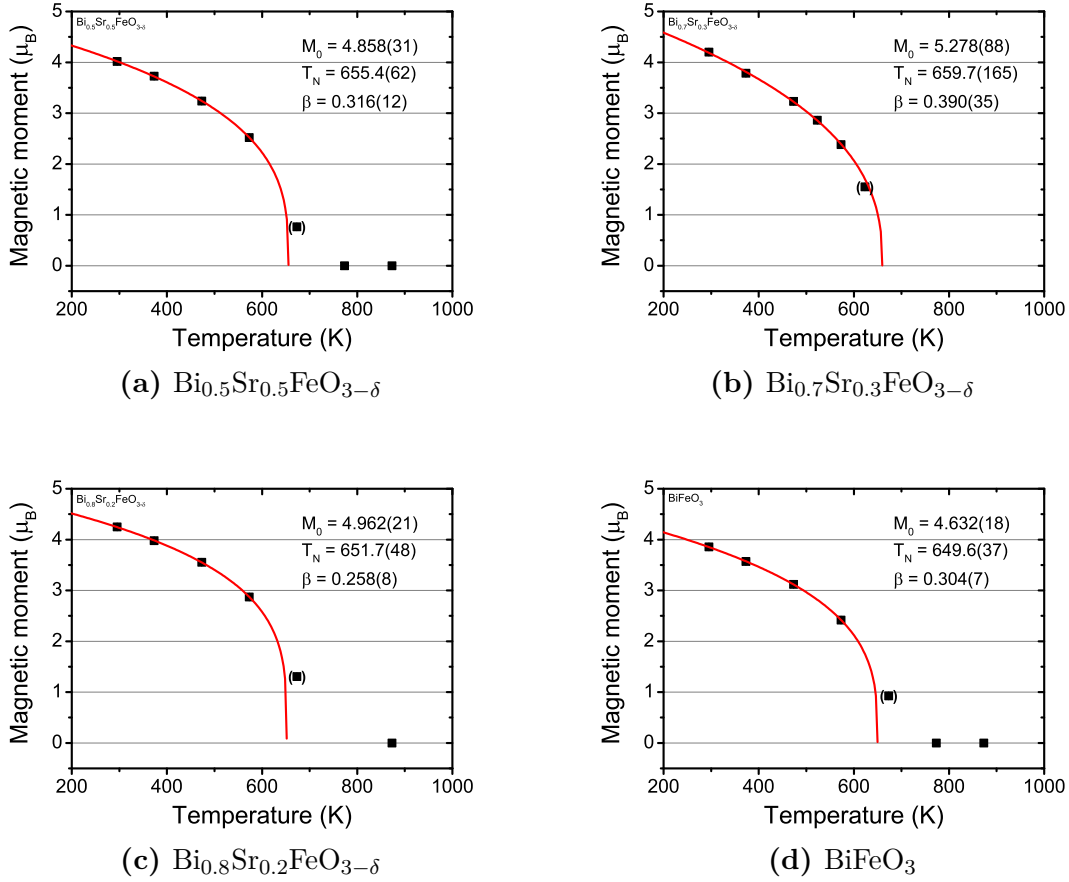 Bi0.5Sr0.5FeO3-δ
M0 = 4.858(31)
TN = 655.4(62)
β = 0.316(12)
Magnetic moment (μB)
5
4
3
2
1
0
200 400 600 800 1000
Temperature (K)
(a) Bi0.5Sr0.5FeO3−δ
Bi0.7Sr0.3FeO3-δ
M0 = 5.278(88)
TN = 659.7(165)
β = 0.390(35)
Magnetic moment (μB)
5
4
3
2
1
0
200 400 600 800 1000
Temperature (K)
(b) Bi0.7Sr0.3FeO3−δ
Bi0.8Sr0.2FeO3-δ
M0 = 4.962(21)
TN = 651.7(48)
β = 0.258(8)
Magnetic moment (μB)
5
4
3
2
1
0
200 400 600 800 1000
Temperature (K)
(c) Bi0.8Sr0.2FeO3−δ
BiFeO3
M0 = 4.632(18)
TN = 649.6(37)
β = 0.304(7)
Magnetic moment (μB)
5
4
3
2
1
0
200 400 600 800 1000
Temperature (K)
(d) BiFeO3